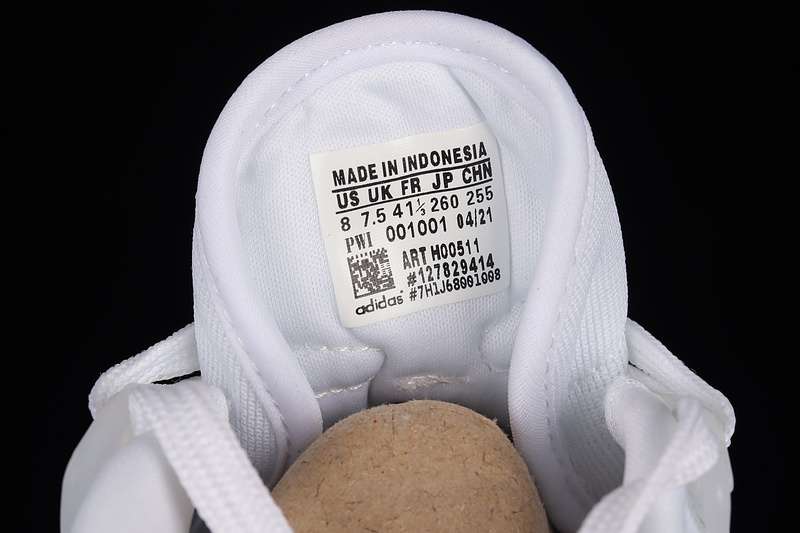 MADE IN INDONESIA
US UK FR JP CHN
8 7.5 41⅓ 260 255
PWI 001001 04/21
ART H00511
#127829414
#7H1J68001008
adidas